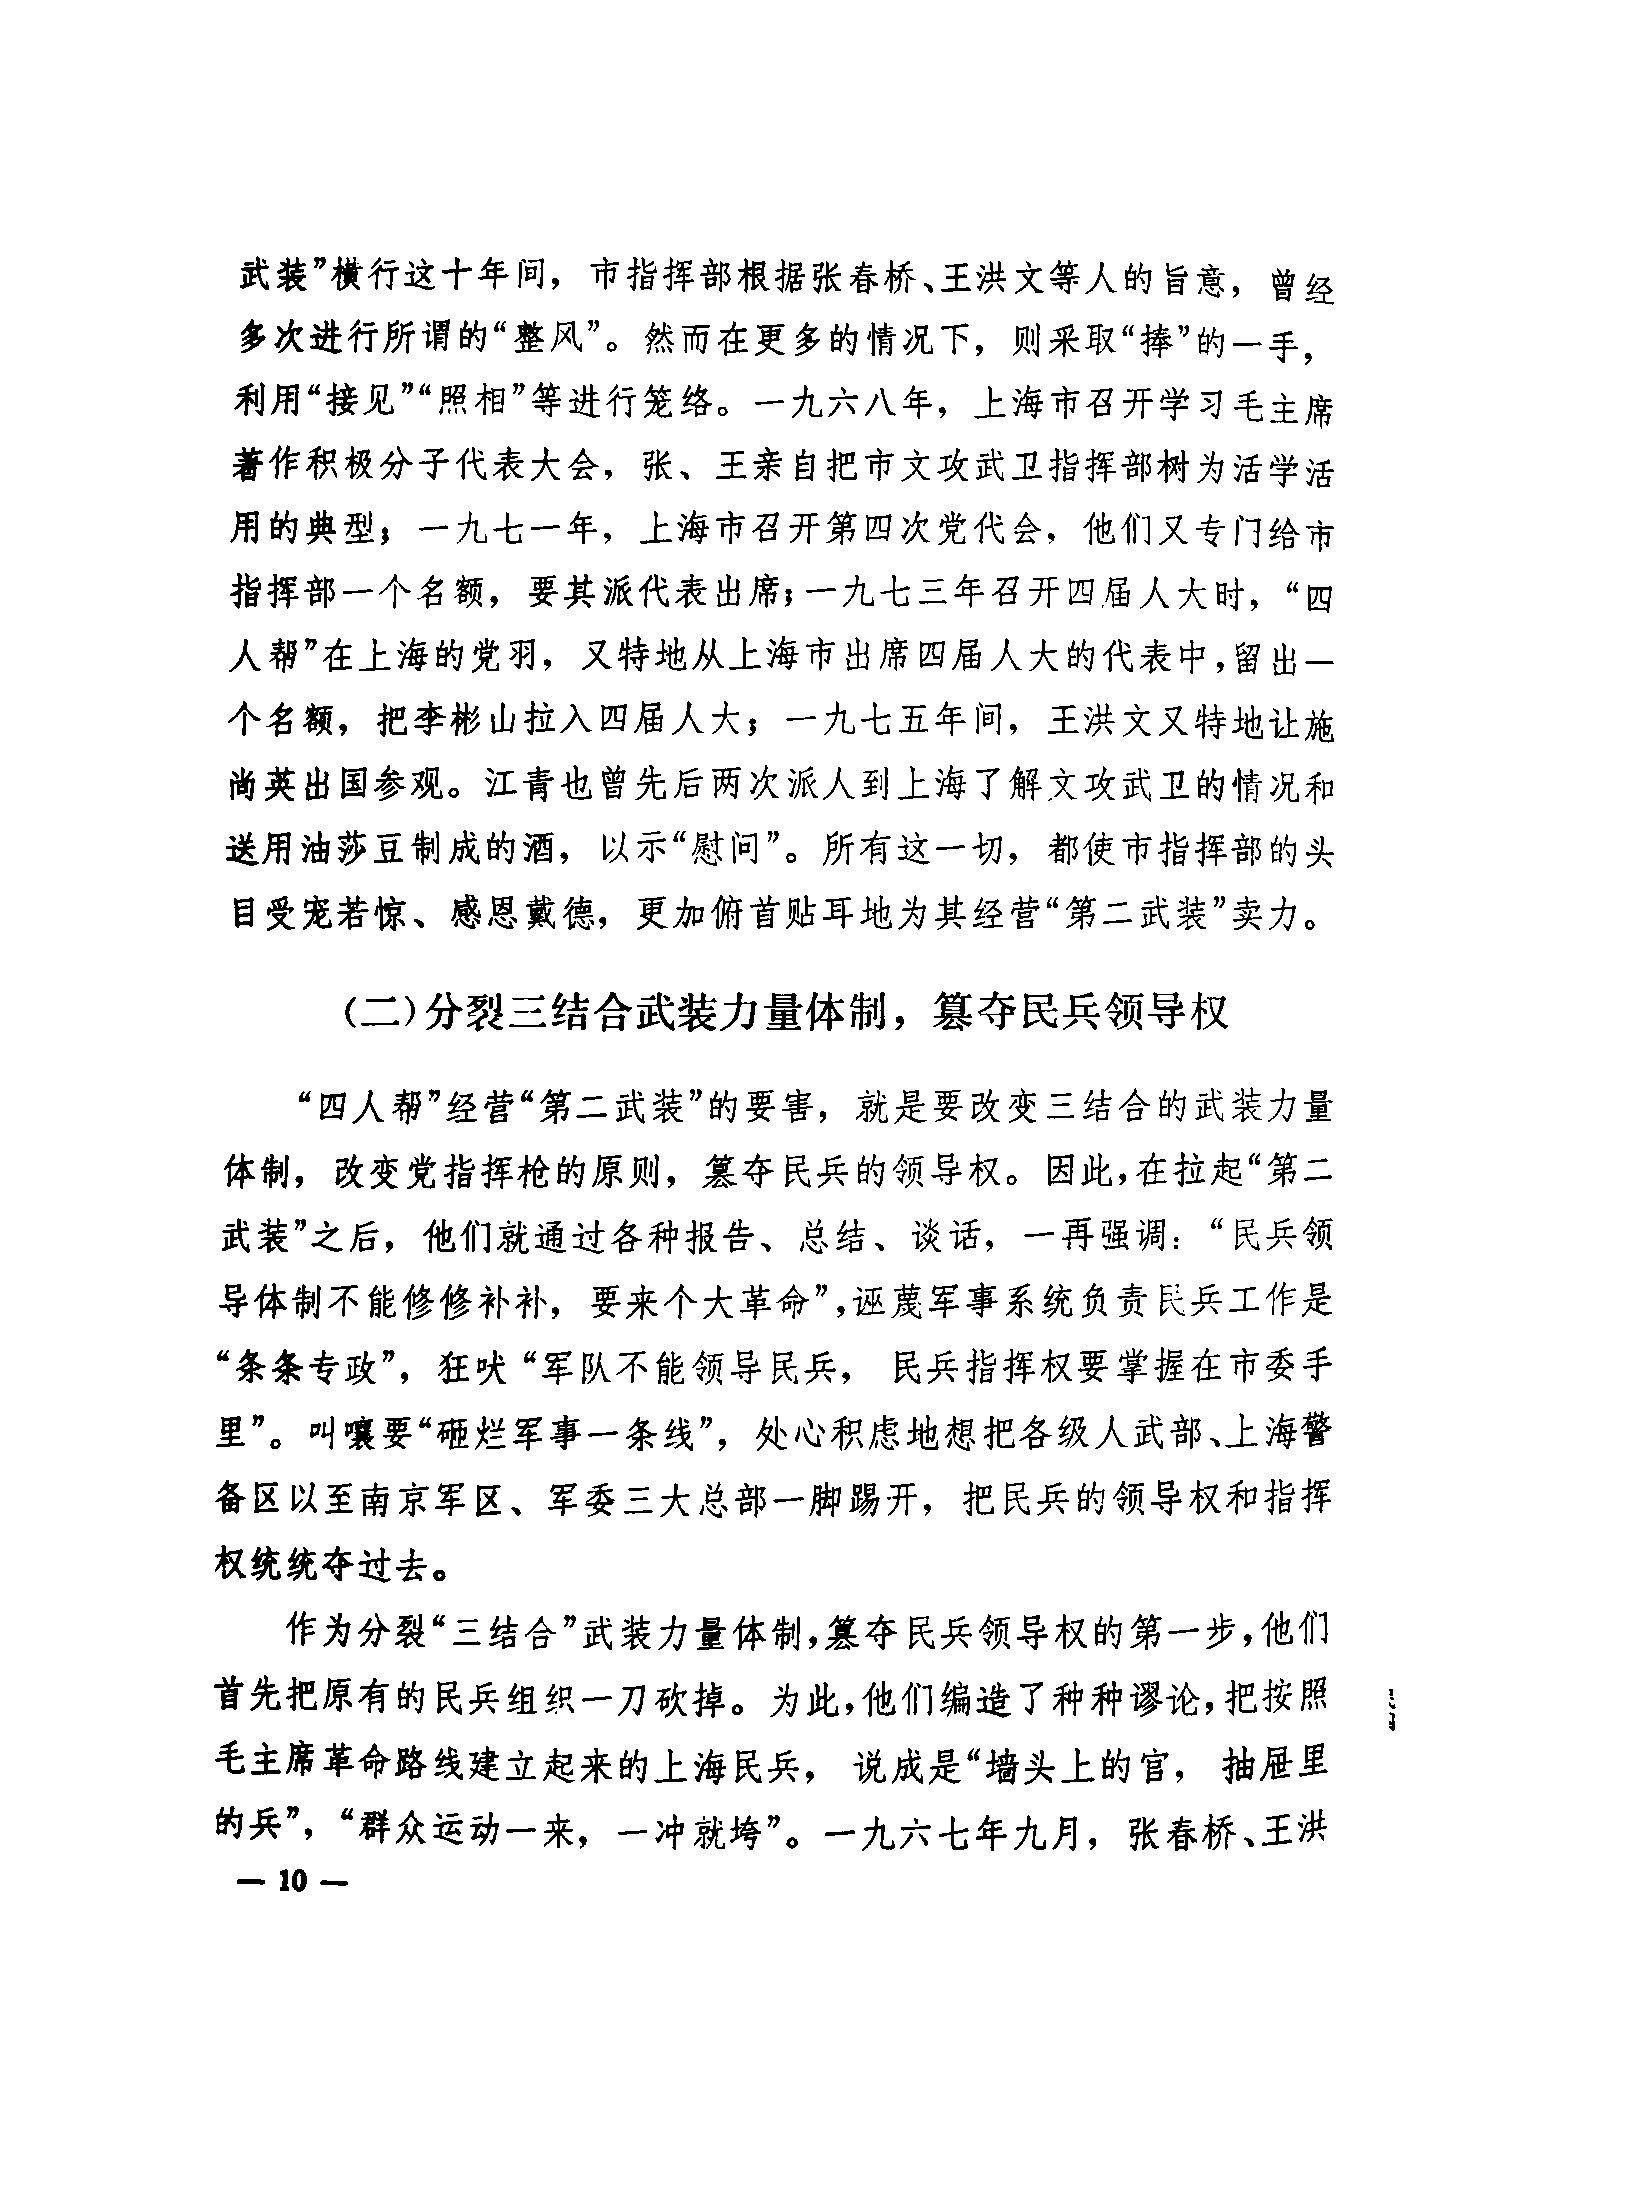 武装”横行这十年间，市指挥部根据张春桥、王洪文等人的旨意，曾经
多次进行所谓的“整风”。然而在更多的情况下，则采取“捧”的一手，
利用“接见”“照相”等进行笼络。一九六八年，上海市召开学习毛主席
著作积极分子代表大会，张、王亲自把市文攻武卫指挥部树为活学活
用的典型；一九七一年，上海市召开第四次党代会，他们又专门给市
指挥部一个名额，要其派代表出席；一九七三年召开四届人大时，“四
人帮”在上海的党羽，又特地从上海市出席四届人大的代表中，留出一
个名额，把李彬山拉入四届人大；一九七五年间，王洪文又特地让施
尚英出国参观。江青也曾先后两次派人到上海了解文攻武卫的情况和
送用油莎豆制成的酒，以示“慰问”。所有这一切，都使市指挥部的头
目受宠若惊、感恩戴德，更加俯首贴耳地为其经营“第二武装”卖力。
（二）分裂三结合武装力量体制，篡夺民兵领导权
“四人帮”经营“第二武装”的要害，就是要改变三结合的武装力量
体制，改变党指挥枪的原则，篡夺民兵的领导权。因此，在拉起“第二
武装”之后，他们就通过各种报告、总结、谈话，一再强调：“民兵领
导体制不能修修补补，要来个大革命”，诬蔑军事系统负责民兵工作是
“条条专政”，狂吠“军队不能领导民兵，民兵指挥权要掌握在市委手
里”。叫嚷要“砸烂军事一条线”，处心积虑地想把各级人武部、上海警
备区以至南京军区、军委三大总部一脚踢开，把民兵的领导权和指挥
权统统夺过去。
作为分裂“三结合”武装力量体制，篡夺民兵领导权的第一步，他们
首先把原有的民兵组织一刀砍掉。为此，他们编造了种种谬论，把按照
毛主席革命路线建立起来的上海民兵，说成是“墙头上的官，抽屉里
的兵”，“群众运动一来，一冲就垮”。一九六七年九月，张春桥、王洪
— 10 —